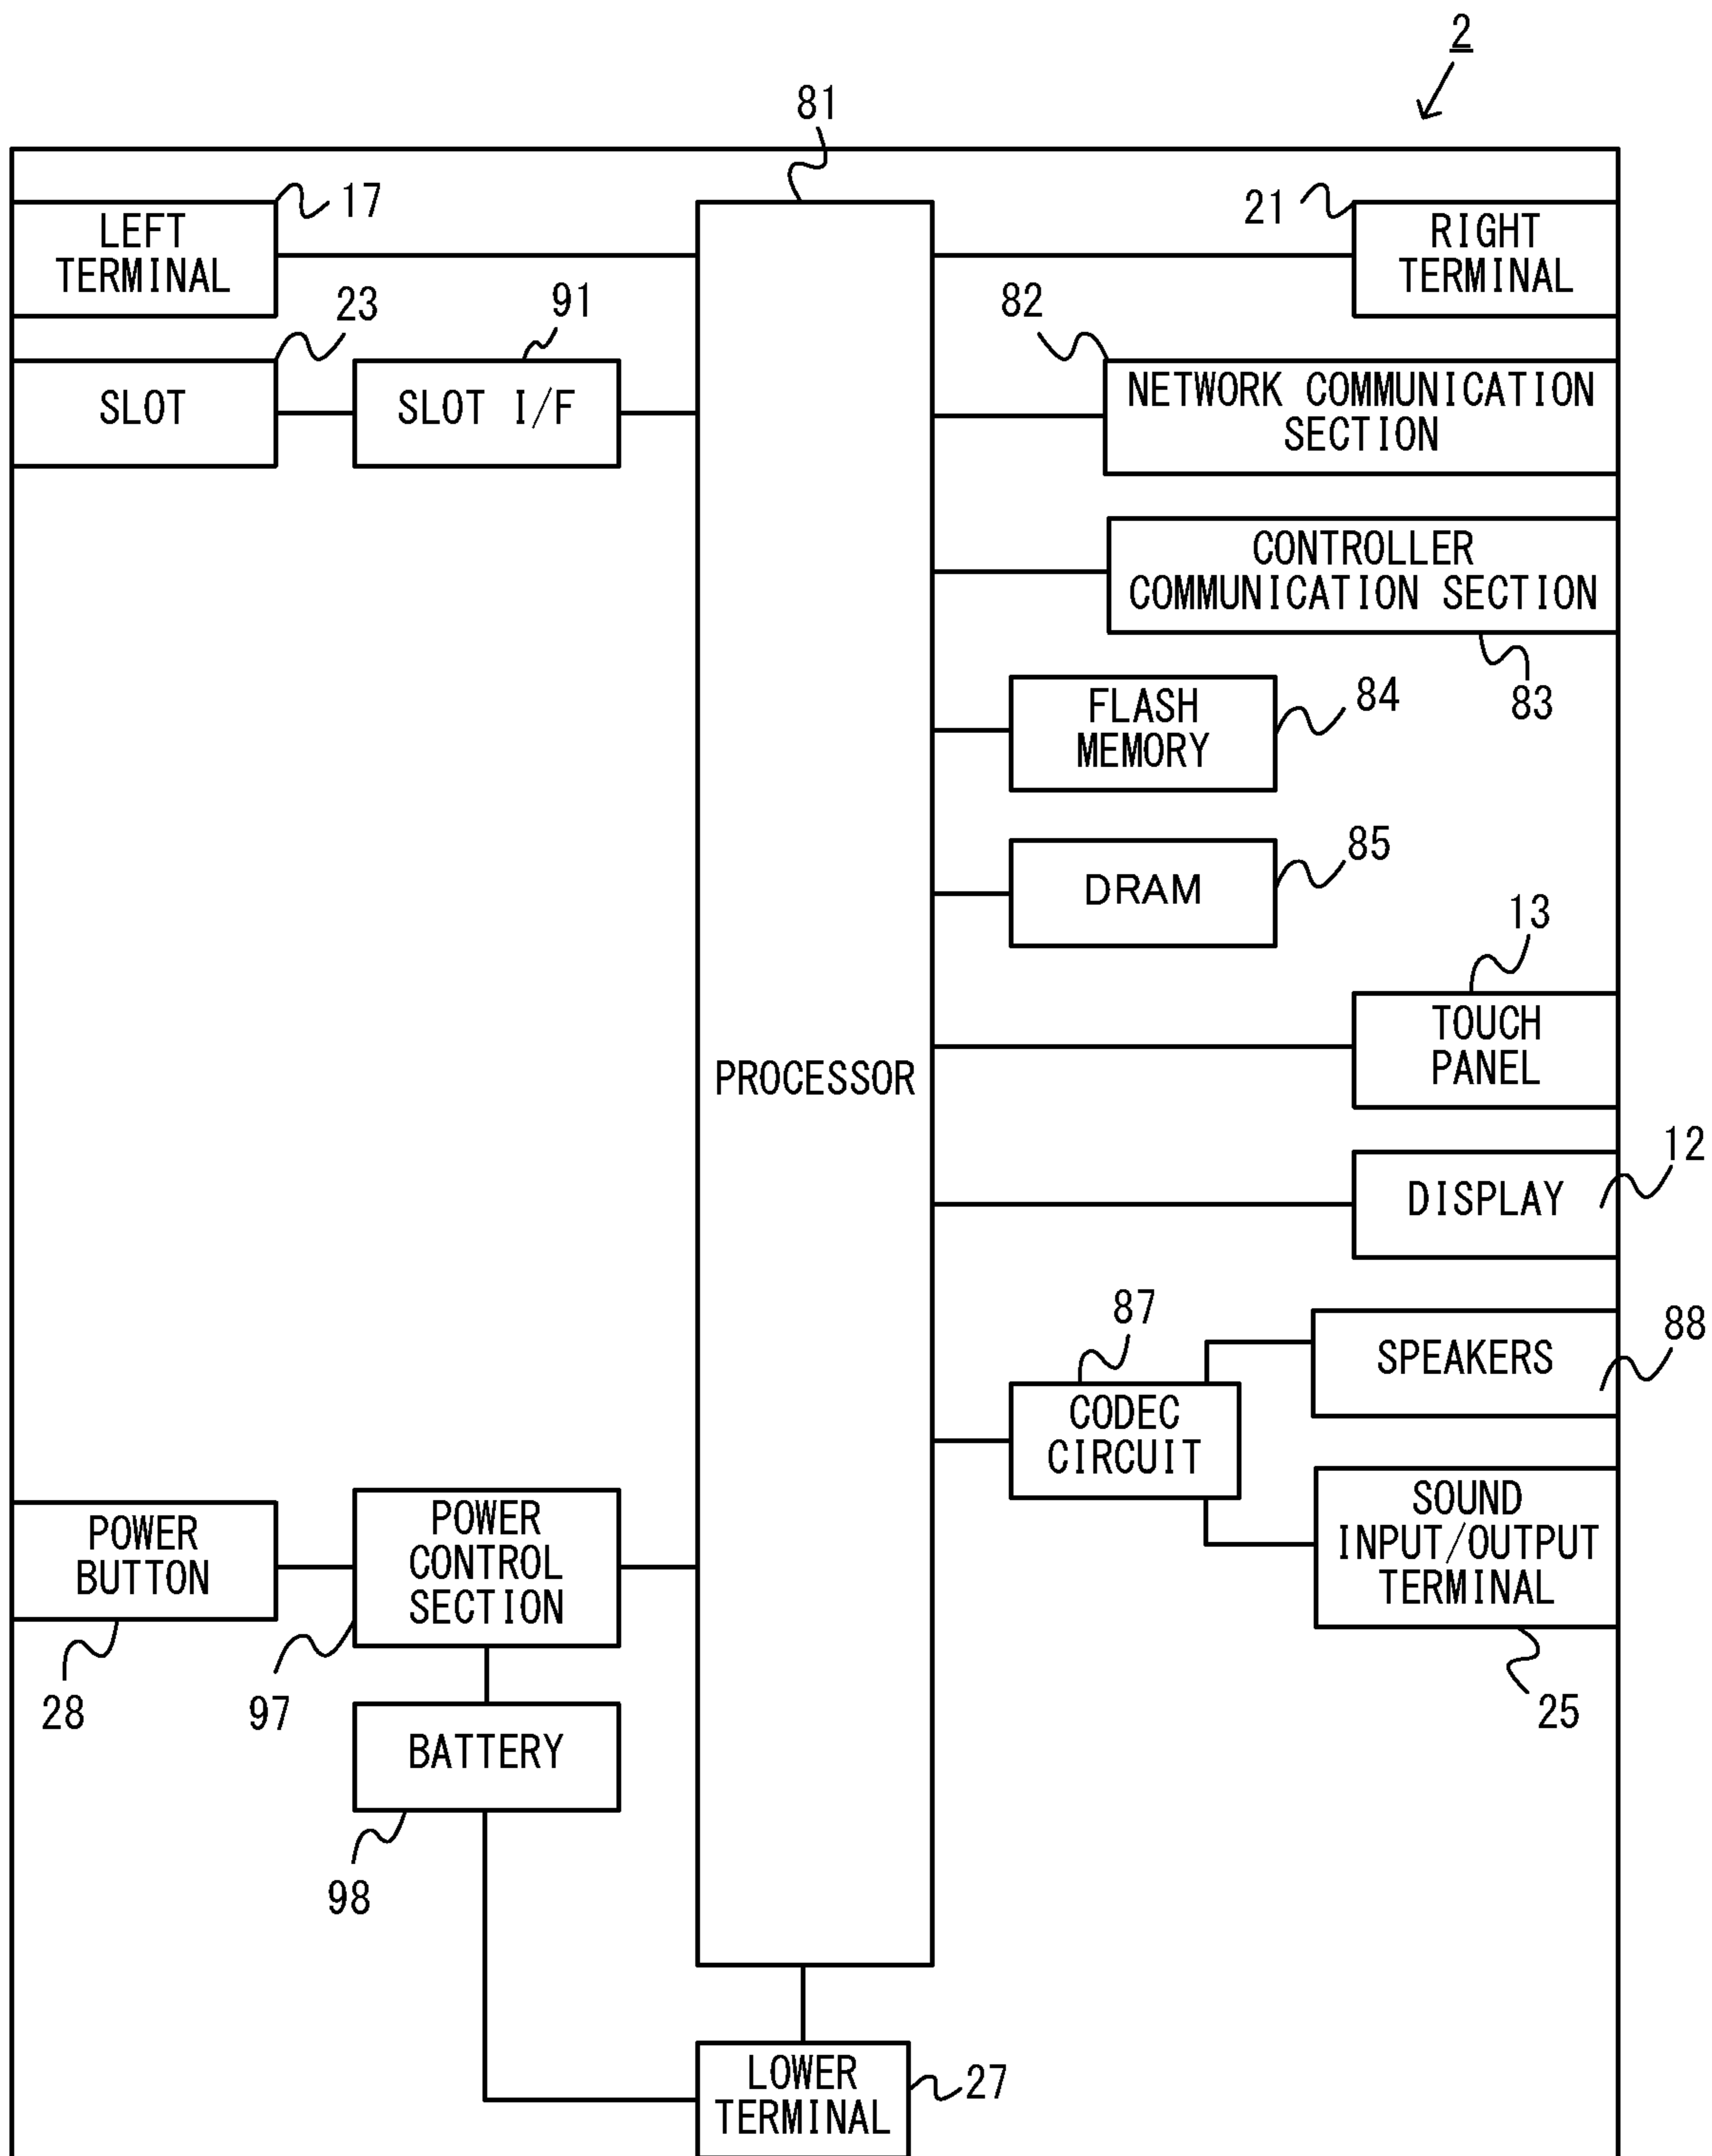 2
81
17
LEFT
TERMINAL
21
RIGHT
TERMINAL
23
SLOT
91
SLOT I/F
82
NETWORK COMMUNICATION
SECTION
CONTROLLER
COMMUNICATION SECTION
83
FLASH
MEMORY
84
DRAM
85
13
TOUCH
PANEL
PROCESSOR
DISPLAY
12
87
CODEC
CIRCUIT
SPEAKERS
88
SOUND
INPUT/OUTPUT
TERMINAL
25
POWER
BUTTON
28
POWER
CONTROL
SECTION
97
BATTERY
98
LOWER
TERMINAL
27